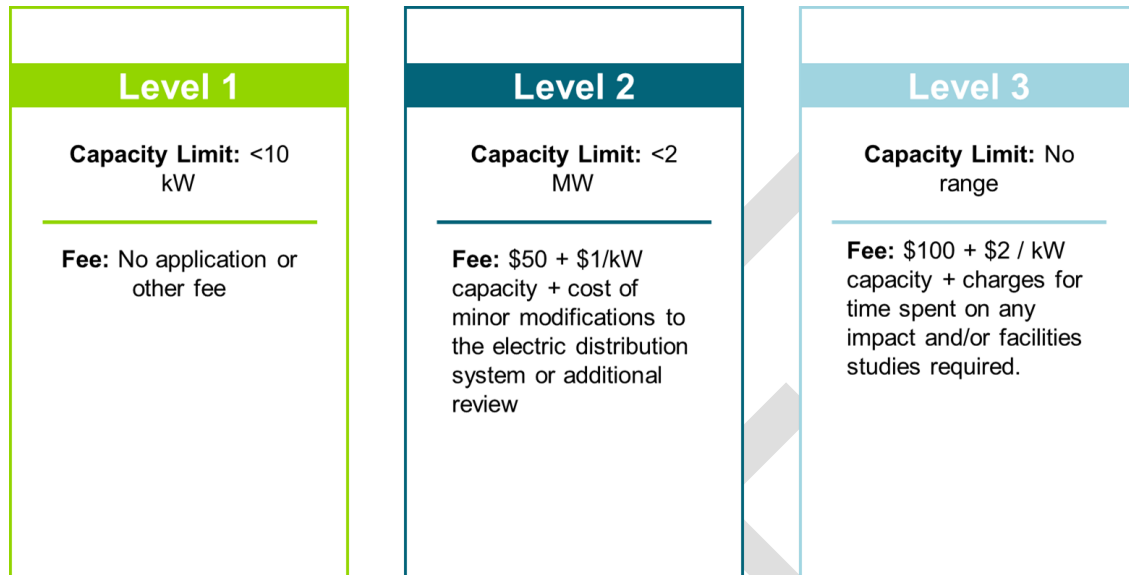 Level 1
Capacity Limit: <10
kW
Fee: No application or
other fee
Level 2
Capacity Limit: <2
MW
Fee: $50 + $1/kW
capacity + cost of
minor modifications to
the electric distribution
system or additional
review
Level 3
Capacity Limit: No
range
Fee: $100 + $2 / kW
capacity + charges for
time spent on any
impact and/or facilities
studies required.